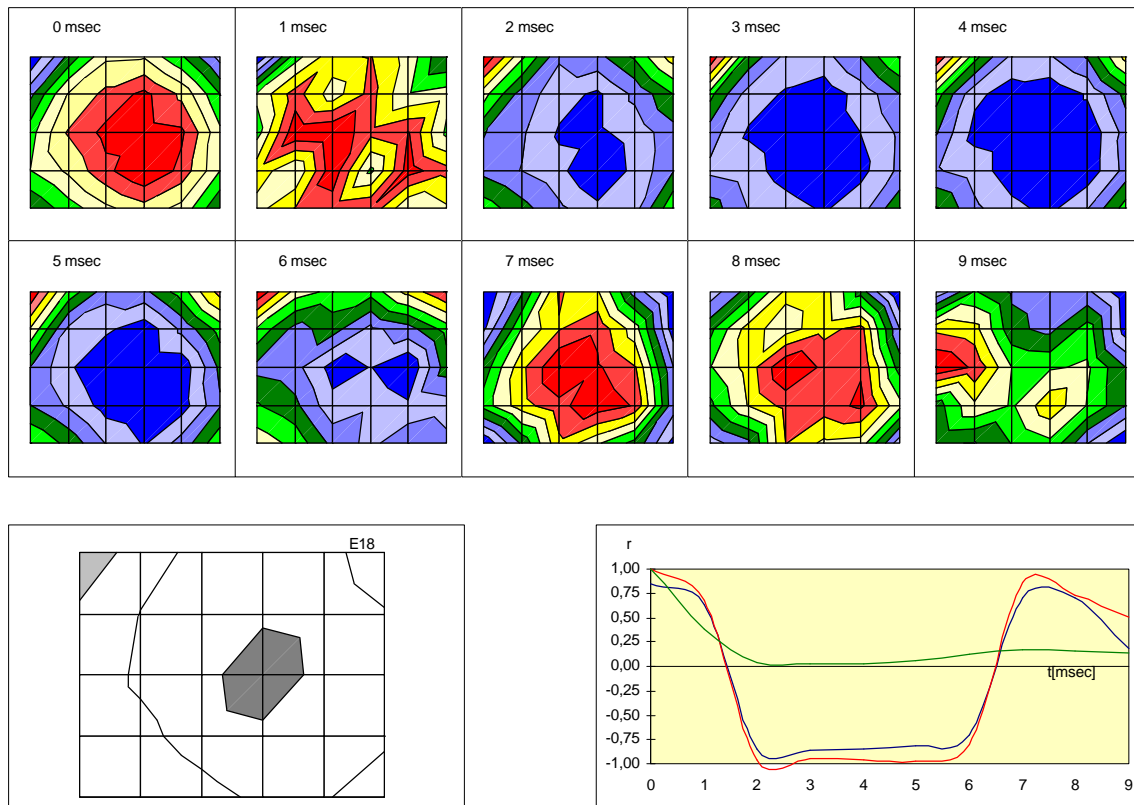 0 msec
1 msec
2 msec
3 msec
4 msec
5 msec
6 msec
7 msec
8 msec
9 msec
E18
r
1,00
0,75
0,50
0,25
0,00
-0,25
-0,50
-0,75
-1,00
t[msec]
0 1 2 3 4 5 6 7 8 9